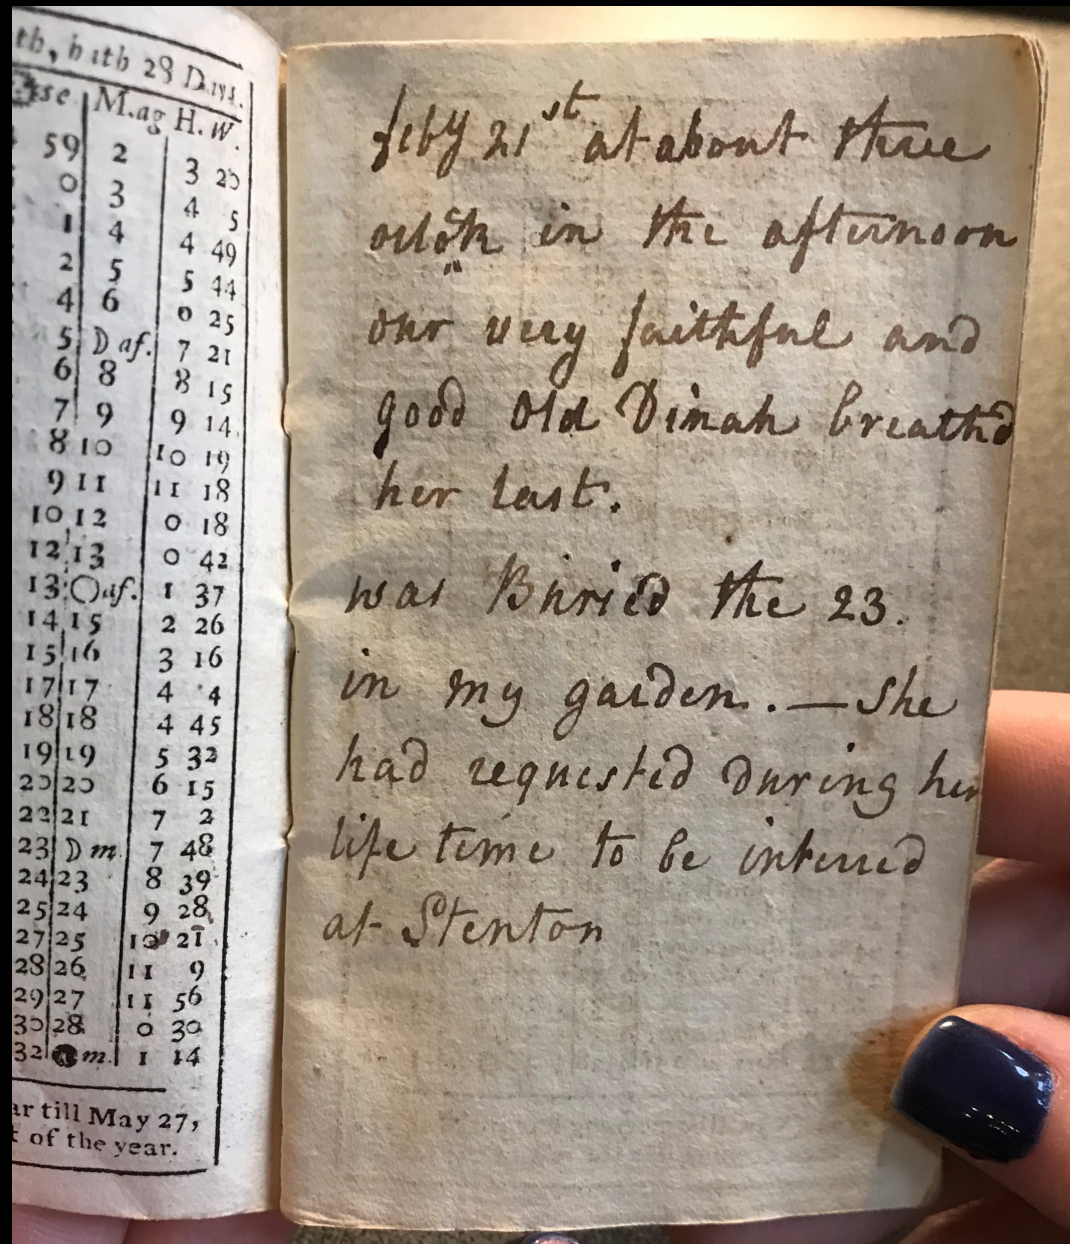 th, hath 28 Days.
M.ag H. W.
59 2 3 20
0 3 4 5
1 4 4 49
2 5 5 44
4 6 0 25
5 D af. 7 21
6 8 8 15
7 9 9 14
8 10 10 19
9 11 11 18
10 12 0 18
12 13 0 42
13 O af. 1 37
14 15 2 26
15 16 3 16
17 17 4 4
18 18 4 45
19 19 5 32
20 20 6 15
22 21 7 2
23 D m 7 48
24 23 8 39
25 24 9 28
27 25 10 21
28 26 11 9
29 27 11 56
30 28 0 30
32 m. 1 14
ar till May 27,
of the year.
feby 21st at about three
oclock in the afternoon
our very faithful and
good Old Dinah breathd
her last.
was Buried the 23.
in my garden. — She
had requested during her
life time to be interred
at Stenton